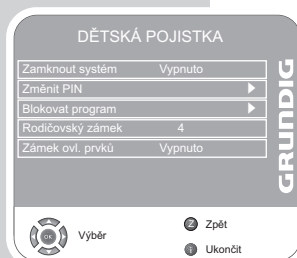 DĚTSKÁ POJISTKA
Zamknout systém Vypnuto
Změnit PIN
Blokovat program
Rodičovský zámek 4
Zámek ovl. prvků Vypnuto
GRUNDIG
OK Výběr
Z Zpět
i Ukončit